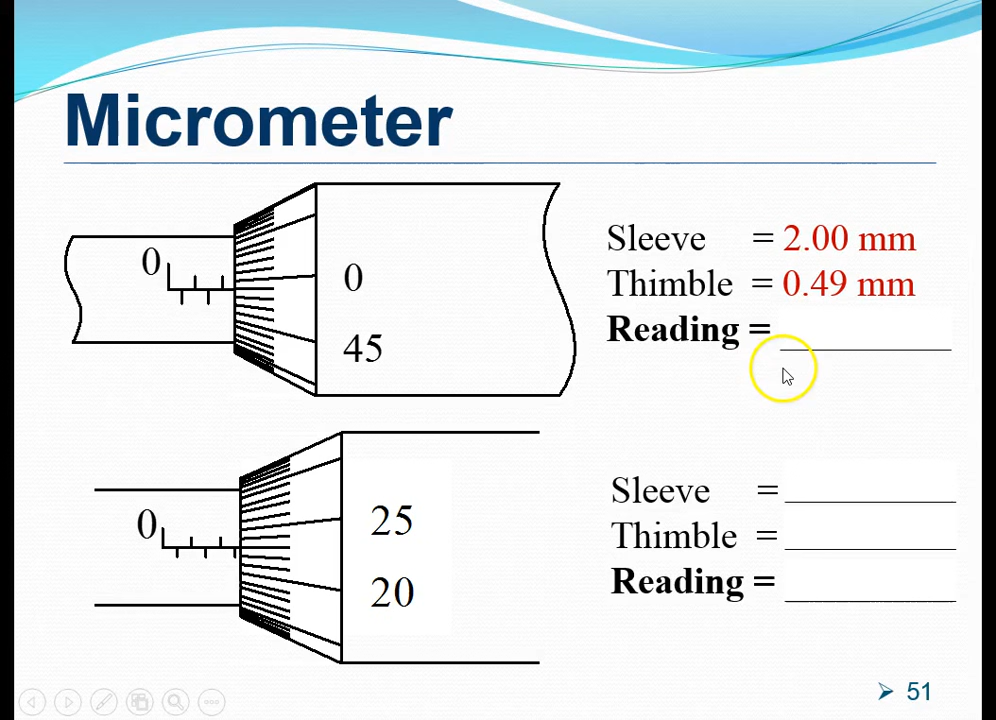 Micrometer
0
0
45
Sleeve = 2.00 mm
Thimble = 0.49 mm
Reading =
0
25
20
Sleeve =
Thimble =
Reading =
51